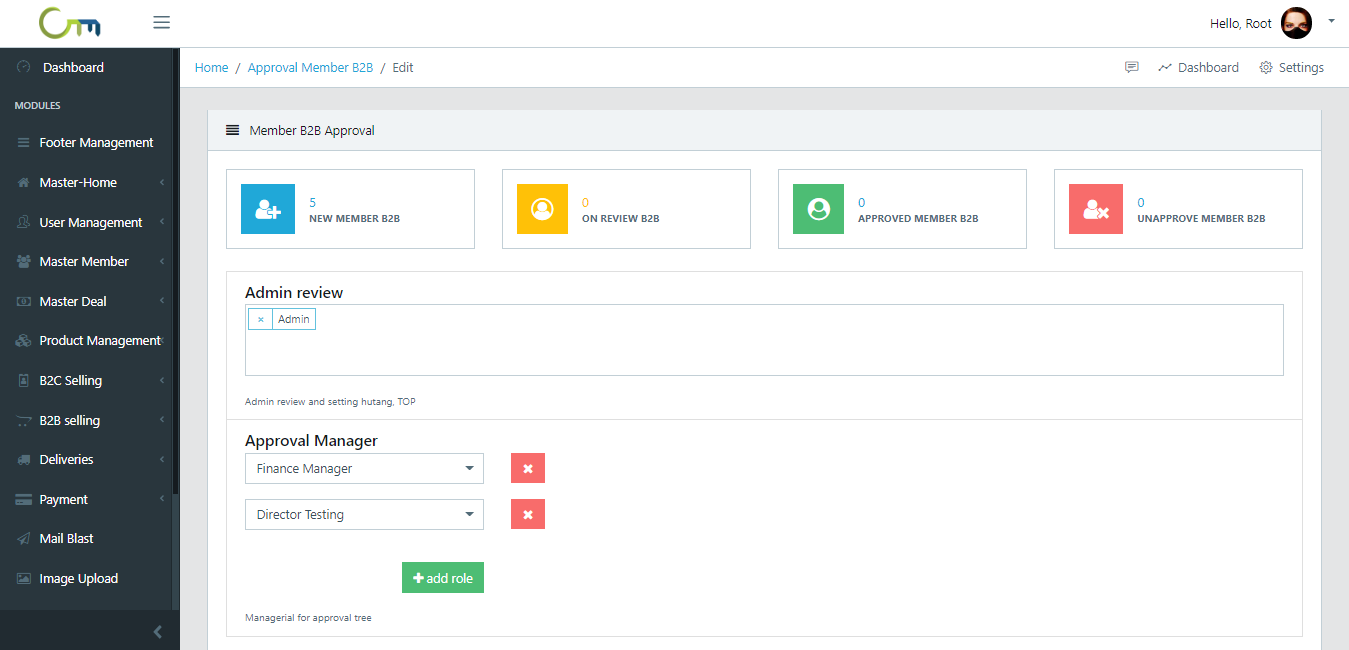 Hello, Root
Dashboard
MODULES
Footer Management
Master-Home
User Management
Master Member
Master Deal
Product Management
B2C Selling
B2B selling
Deliveries
Payment
Mail Blast
Image Upload
Home / Approval Member B2B / Edit
Dashboard
Settings
Member B2B Approval
5
NEW MEMBER B2B
0
ON REVIEW B2B
0
APPROVED MEMBER B2B
0
UNAPPROVE MEMBER B2B
Admin review
× Admin
Admin review and setting hutang, TOP
Approval Manager
Finance Manager
Director Testing
add role
Managerial for approval tree